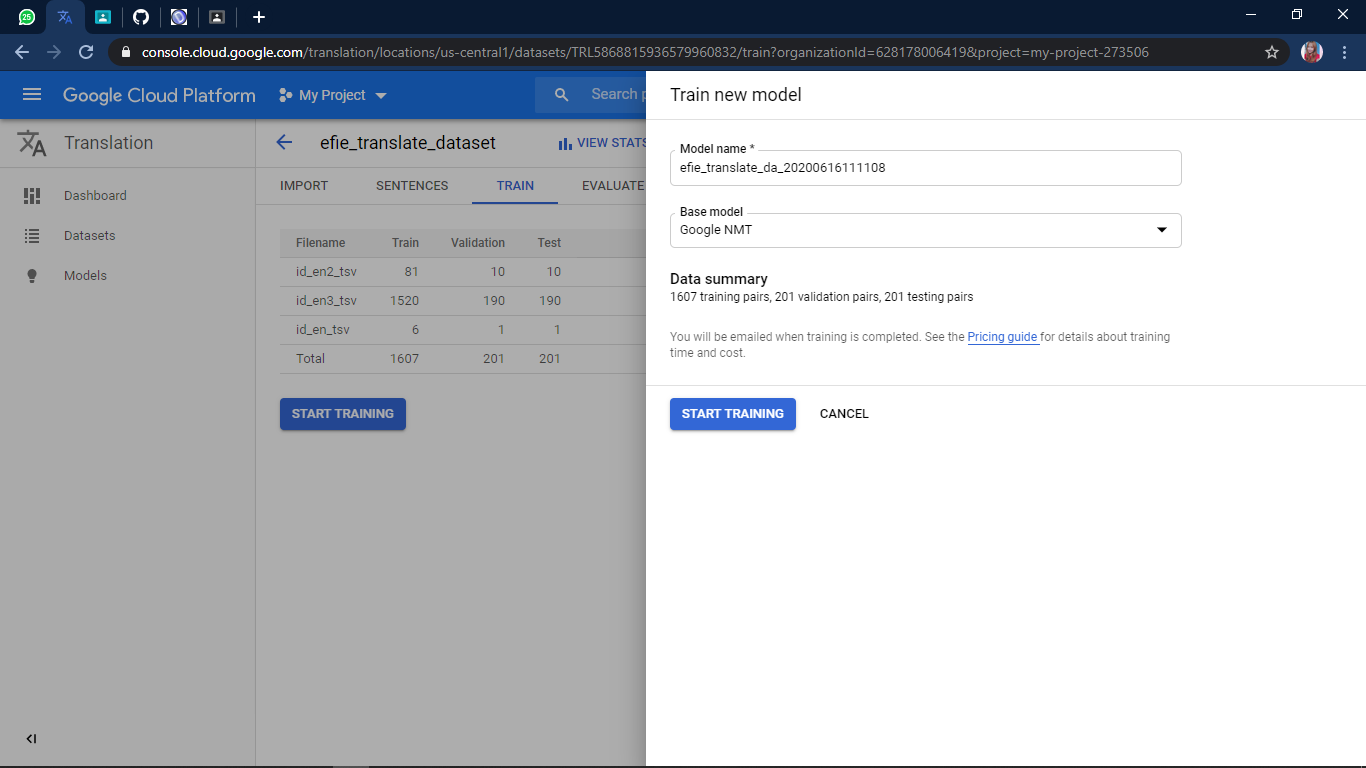 25
console.cloud.google.com/translation/locations/us-central1/datasets/TRL5868815936579960832/train?organizationId=628178006419&project=my-project-273506
Google Cloud Platform
My Project
Search p
Train new model
Translation
efie_translate_dataset
VIEW STATS
Model name *
efie_translate_da_20200616111108
IMPORT SENTENCES TRAIN EVALUATE
Dashboard
Datasets
Models
Base model
Google NMT
Filename Train Validation Test
id_en2_tsv 81 10 10
id_en3_tsv 1520 190 190
id_en_tsv 6 1 1
Total 1607 201 201
START TRAINING
Data summary
1607 training pairs, 201 validation pairs, 201 testing pairs
You will be emailed when training is completed. See the Pricing guide for details about training
time and cost.
START TRAINING CANCEL